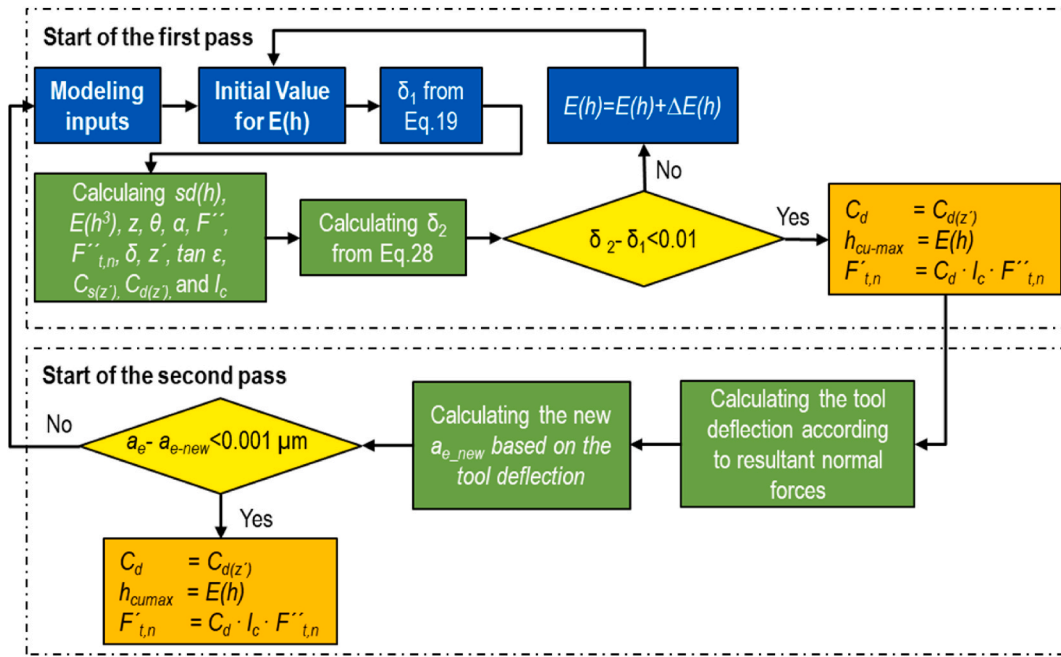 Start of the first pass
Modeling
inputs
Initial Value
for E(h)
δ1 from
Eq.19
E(h)=E(h)+ΔE(h)
Calculaing sd(h),
E(h³), z, θ, α, F´´,
F´´t,n, δ, z´, tan ε,
Cs(z´), Cd(z´), and lc
Calculating δ2
from Eq.28
δ 2- δ1<0.01
No
Yes
Cd = Cd(z´)
hcu-max = E(h)
F´t,n = Cd · lc · F´´t,n
Start of the second pass
No
ae- ae-new<0.001 µm
Calculating the new
ae_new based on the
tool deflection
Calculating the tool
deflection according
to resultant normal
forces
Yes
Cd = Cd(z´)
hcumax = E(h)
F´t,n = Cd · lc · F´´t,n